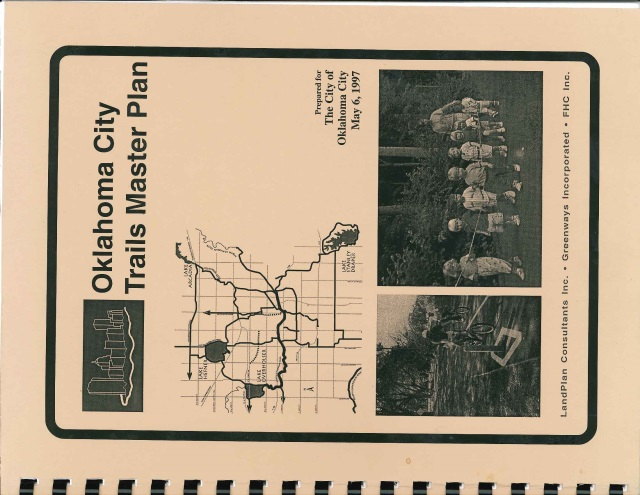 Oklahoma City
Trails Master Plan
Prepared for
The City of
Oklahoma City
May 6, 1997
LAKE
ARCADIA
LAKE
HEFNER
LAKE
OVERHOLSER
LAKE
STANLEY
DRAPER
LandPlan Consultants Inc. • Greenways Incorporated • FHC Inc.